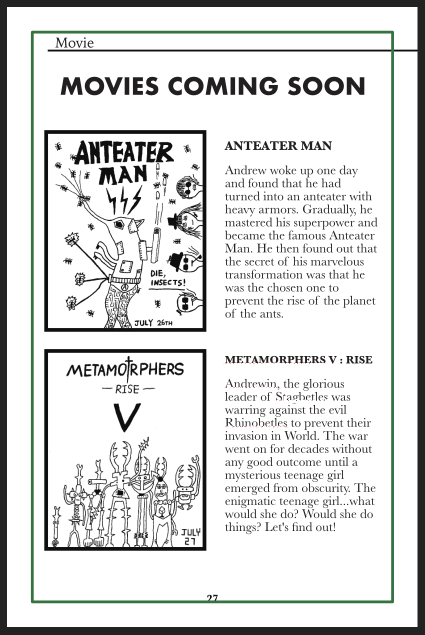 Movie
MOVIES COMING SOON
ANTEATER
MAN
DIE,
INSECTS!
JULY 26TH
ANTEATER MAN
Andrew woke up one day
and found that he had
turned into an anteater with
heavy armors. Gradually, he
mastered his superpower and
became the famous Anteater
Man. He then found out that
the secret of his marvelous
transformation was that he
was the chosen one to
prevent the rise of the planet
of the ants.
METAMORPHERS
—RISE—
V
JULY
27
METAMORPHERS V : RISE
Andrewin, the glorious
leader of Stagbetles was
warring against the evil
Rhinobetles to prevent their
invasion in World. The war
went on for decades without
any good outcome until a
mysterious teenage girl
emerged from obscurity. The
enigmatic teenage girl...what
would she do? Would she do
things? Let's find out!
27